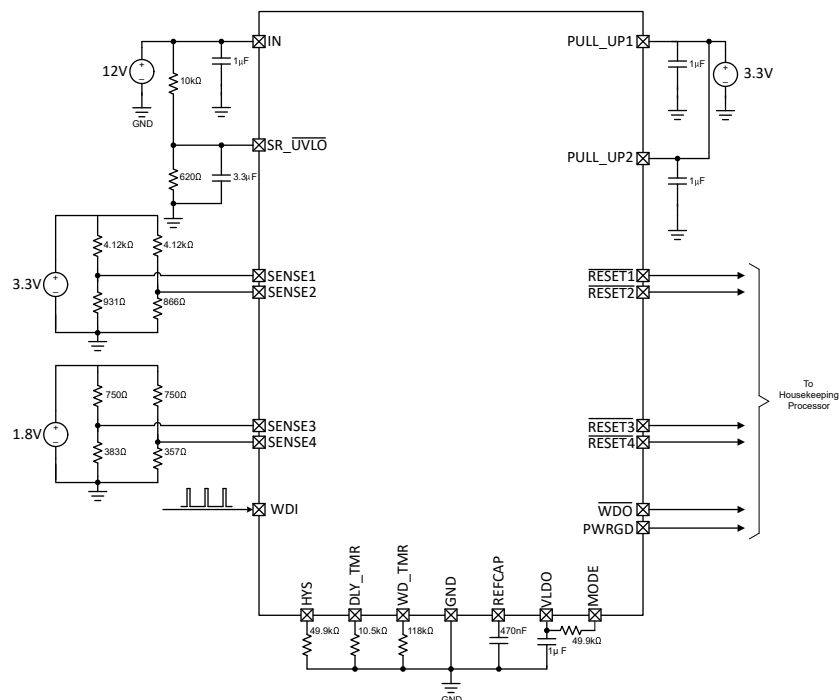 IN
PULL_UP1
1µF
1µF
12V
10kΩ
3.3V
GND
SR_UVLO
PULL_UP2
620Ω
3.3µF
1µF
4.12kΩ
4.12kΩ
3.3V
SENSE1
SENSE2
RESET1
RESET2
931Ω
866Ω
750Ω
750Ω
To
Housekeeping
Processor
1.8V
SENSE3
SENSE4
RESET3
RESET4
383Ω
357Ω
WDI
WDO
PWRGD
HYS
DLY_TMR
WD_TMR
GND
REFCAP
VLDO
MODE
49.9kΩ
10.5kΩ
118kΩ
470nF
1µF
49.9kΩ
GND